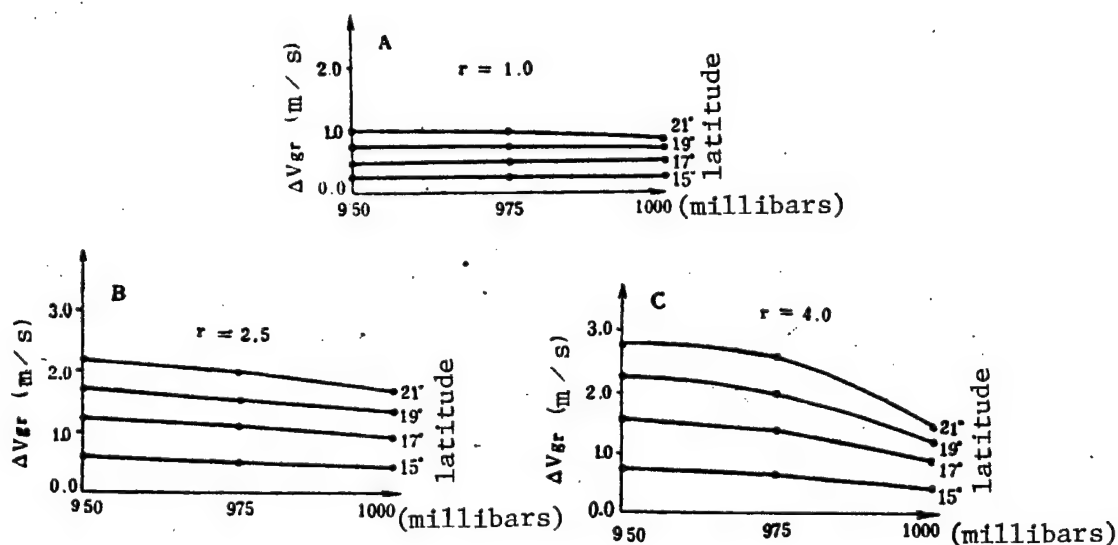 A
r = 1.0
ΔVgr (m/s)
2.0
1.0
0.0
21°
19°
17°
15°
latitude
950 975 1000 (millibars)
B
r = 2.5
ΔVgr (m/s)
3.0
2.0
1.0
0.0
21°
19°
17°
15°
latitude
950 975 1000 (millibars)
C
r = 4.0
ΔVgr (m/s)
3.0
2.0
1.0
0.0
21°
19°
17°
15°
latitude
950 975 1000 (millibars)